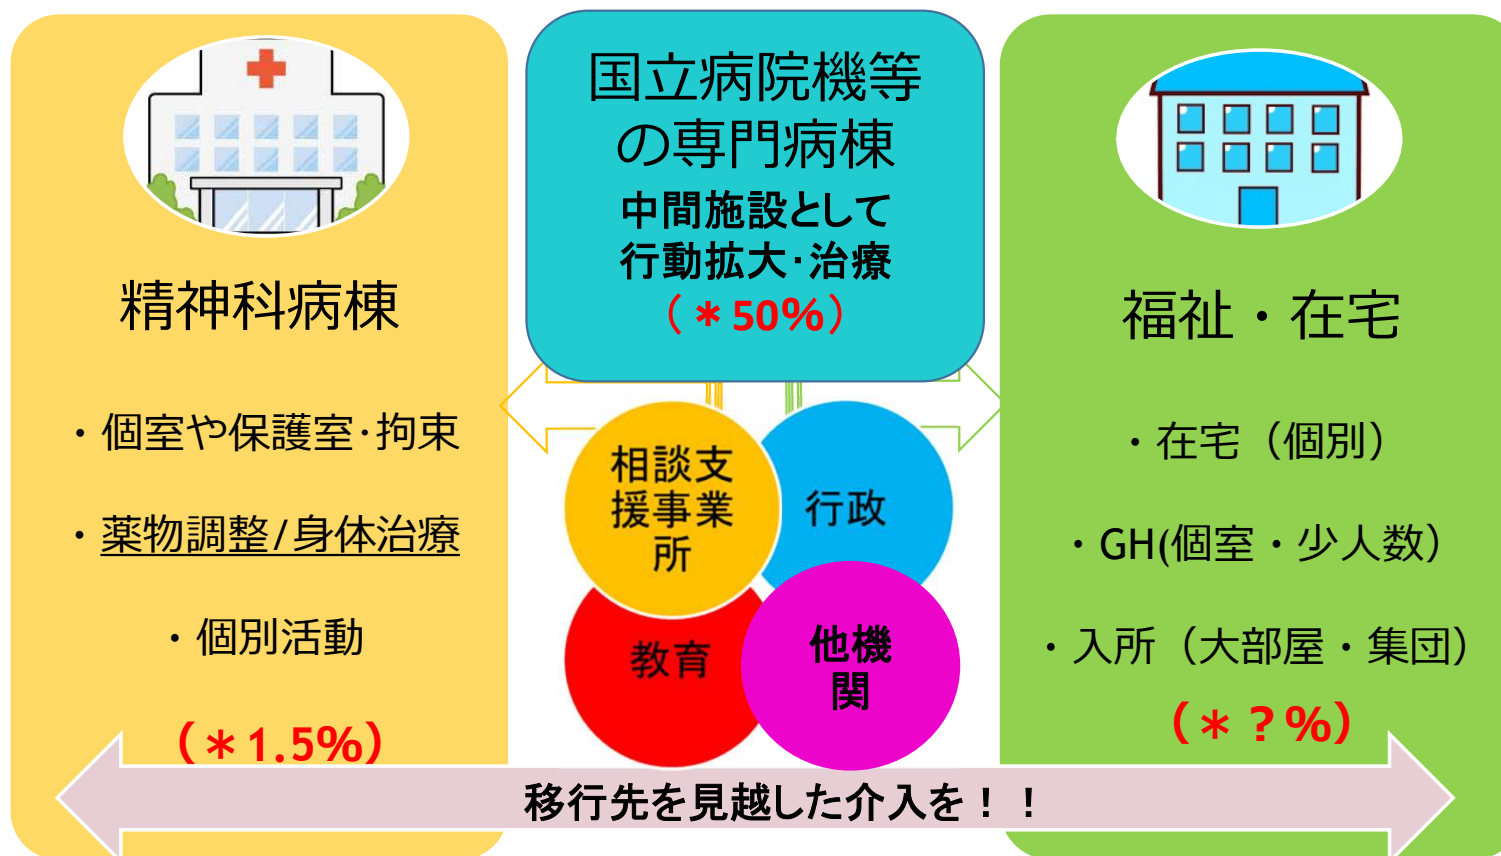 精神科病棟
・個室や保護室･拘束
・薬物調整/身体治療
・個別活動
（＊1.5%）
国立病院機等
の専門病棟
中間施設として
行動拡大･治療
（＊50%）
相談支
援事業
所
行政
教育
他機
関
福祉・在宅
・在宅（個別）
・GH(個室・少人数）
・入所（大部屋・集団）
（＊？%）
移行先を見越した介入を！！